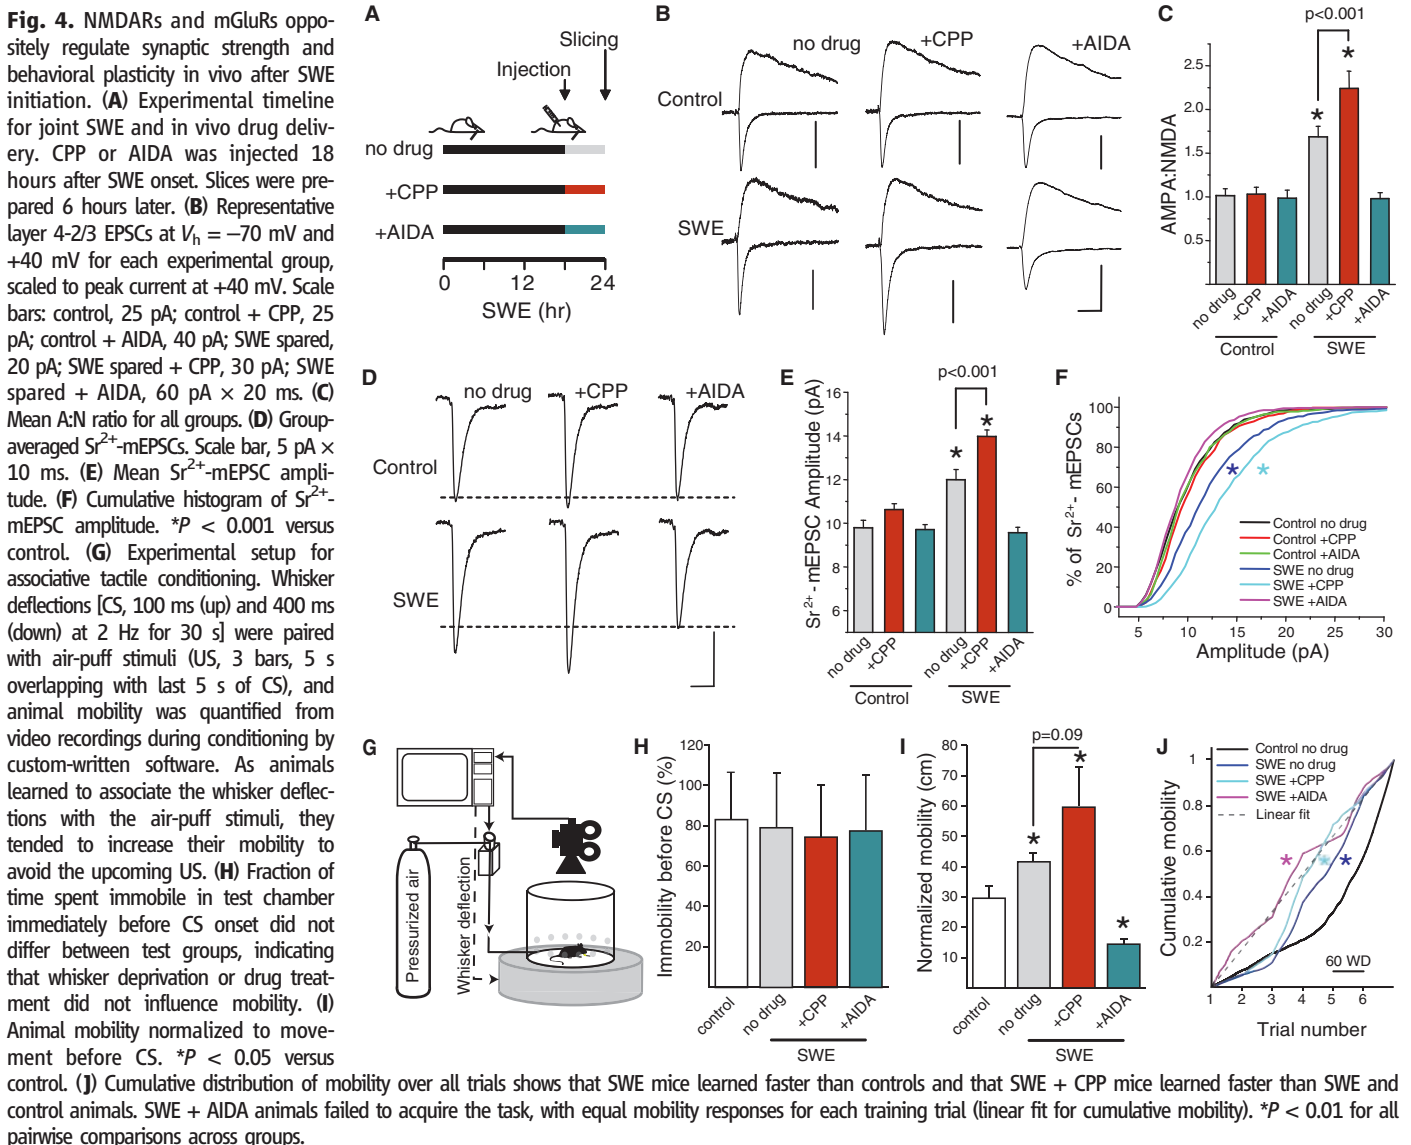 Fig. 4. NMDARs and mGluRs oppo-
sitely regulate synaptic strength and
behavioral plasticity in vivo after SWE
initiation. (A) Experimental timeline
for joint SWE and in vivo drug deliv-
ery. CPP or AIDA was injected 18
hours after SWE onset. Slices were pre-
pared 6 hours later. (B) Representative
layer 4-2/3 EPSCs at Vh = −70 mV and
+40 mV for each experimental group,
scaled to peak current at +40 mV. Scale
bars: control, 25 pA; control + CPP, 25
pA; control + AIDA, 40 pA; SWE spared,
20 pA; SWE spared + CPP, 30 pA; SWE
spared + AIDA, 60 pA × 20 ms. (C)
Mean A:N ratio for all groups. (D) Group-
averaged Sr2+-mEPSCs. Scale bar, 5 pA ×
10 ms. (E) Mean Sr2+-mEPSC ampli-
tude. (F) Cumulative histogram of Sr2+-
mEPSC amplitude. *P < 0.001 versus
control. (G) Experimental setup for
associative tactile conditioning. Whisker
deflections [CS, 100 ms (up) and 400 ms
(down) at 2 Hz for 30 s] were paired
with air-puff stimuli (US, 3 bars, 5 s
overlapping with last 5 s of CS), and
animal mobility was quantified from
video recordings during conditioning by
custom-written software. As animals
learned to associate the whisker deflec-
tions with the air-puff stimuli, they
tended to increase their mobility to
avoid the upcoming US. (H) Fraction of
time spent immobile in test chamber
immediately before CS onset did not
differ between test groups, indicating
that whisker deprivation or drug treat-
ment did not influence mobility. (I)
Animal mobility normalized to move-
ment before CS. *P < 0.05 versus
control. (J) Cumulative distribution of mobility over all trials shows that SWE mice learned faster than controls and that SWE + CPP mice learned faster than SWE and
control animals. SWE + AIDA animals failed to acquire the task, with equal mobility responses for each training trial (linear fit for cumulative mobility). *P < 0.01 for all
pairwise comparisons across groups.
A
Slicing
Injection
no drug
+CPP
+AIDA
0 12 24
SWE (hr)
B
no drug +CPP +AIDA
Control
SWE
C
p<0.001
* *
AMPA:NMDA
2.5
2.0
1.5
1.0
0.5
no drug +CPP +AIDA no drug +CPP +AIDA
Control SWE
D
no drug +CPP +AIDA
Control
SWE
E
p<0.001
* *
Sr2+ - mEPSC Amplitude (pA)
16
14
12
10
8
6
no drug +CPP no drug +CPP +AIDA
Control SWE
F
% of Sr2+- mEPSCs
100
80
60
40
20
0
* *
Control no drug
Control +CPP
Control +AIDA
SWE no drug
SWE +CPP
SWE +AIDA
5 10 15 20 25 30
Amplitude (pA)
G
Pressurized air
Whisker deflection
H
Immobility before CS (%)
120
100
80
60
40
20
control no drug +CPP +AIDA
SWE
I
p=0.09
* * *
Normalized mobility (cm)
80
70
60
50
40
30
20
10
control no drug +CPP +AIDA
SWE
J
Cumulative mobility
1
0.8
0.6
0.4
0.2
Control no drug
SWE no drug
SWE +CPP
SWE +AIDA
Linear fit
* * *
60 WD
1 2 3 4 5 6
Trial number